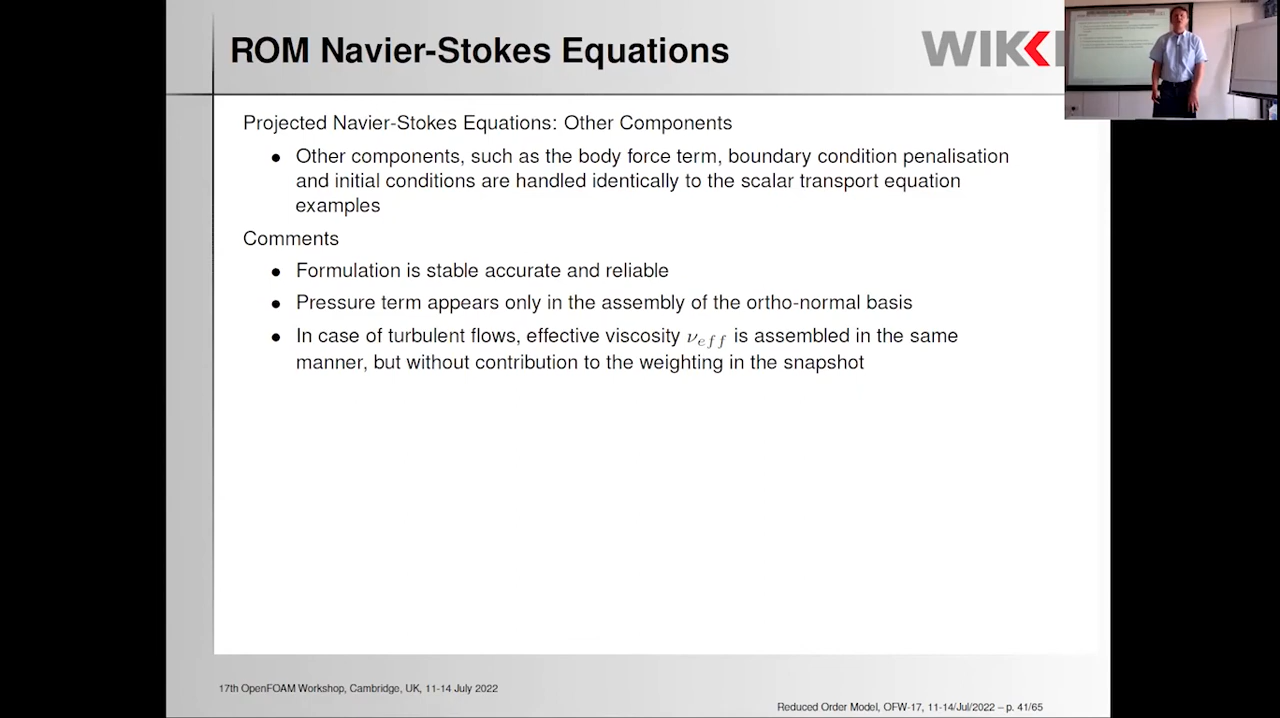 ROM Navier-Stokes Equations
WIKK
Projected Navier-Stokes Equations: Other Components
• Other components, such as the body force term, boundary condition penalisation
and initial conditions are handled identically to the scalar transport equation
examples
Comments
• Formulation is stable accurate and reliable
• Pressure term appears only in the assembly of the ortho-normal basis
• In case of turbulent flows, effective viscosity ν_eff is assembled in the same
manner, but without contribution to the weighting in the snapshot
17th OpenFOAM Workshop, Cambridge, UK, 11-14 July 2022
Reduced Order Model, OFW-17, 11-14/Jul/2022 – p. 41/65